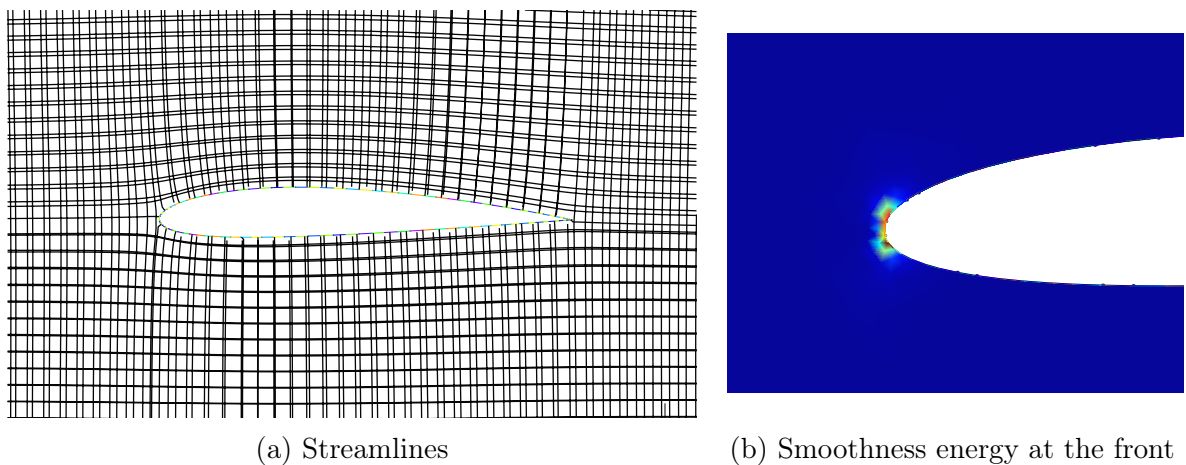 (a) Streamlines
(b) Smoothness energy at the front